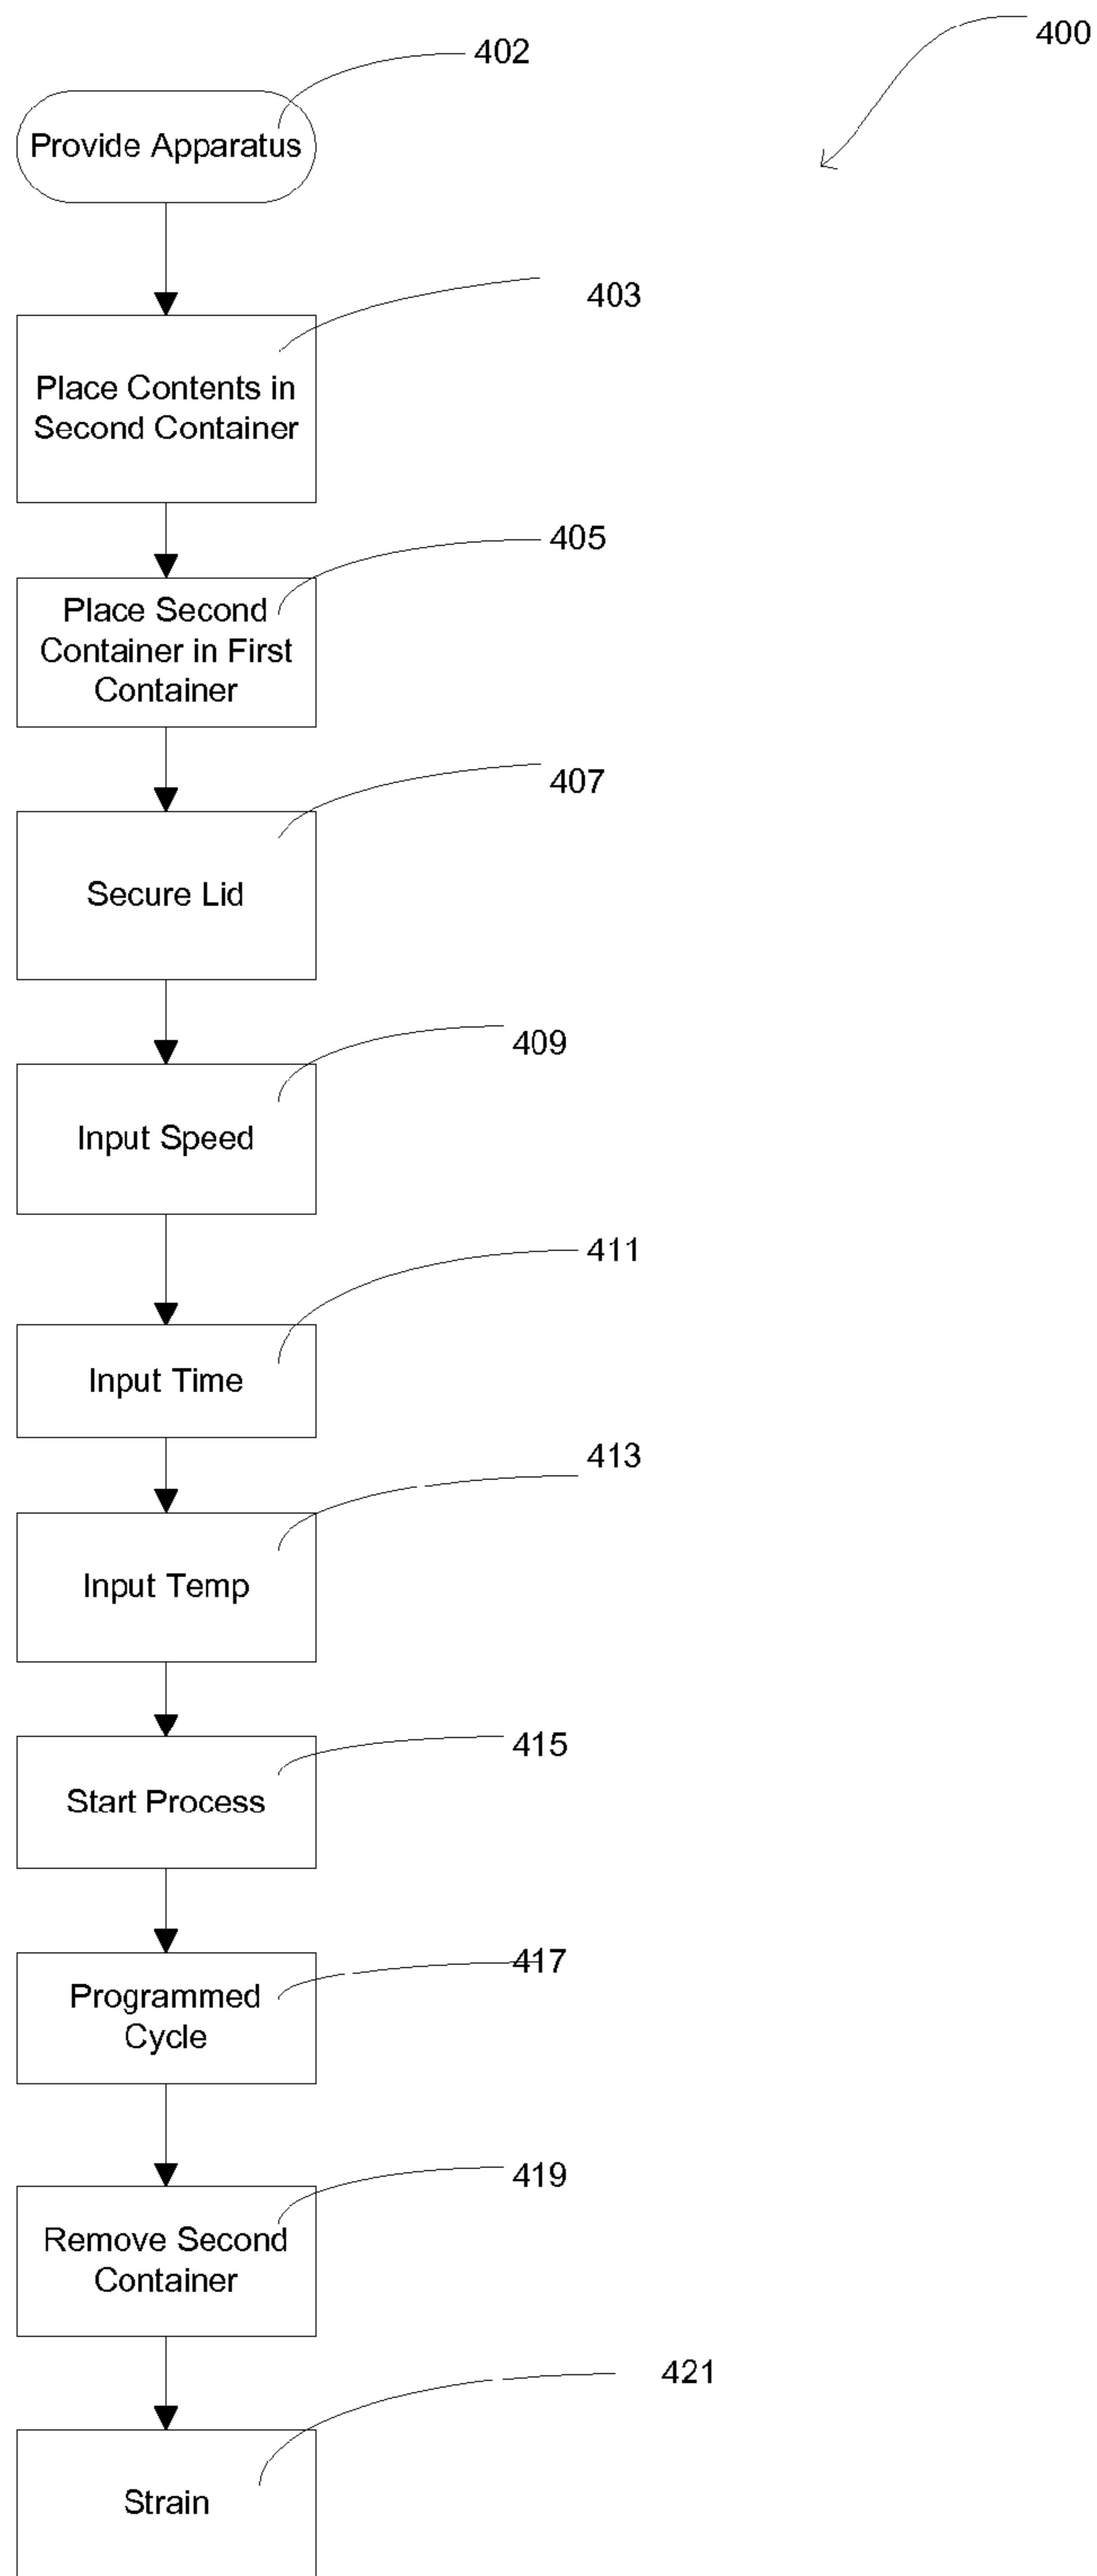 400
402
Provide Apparatus
403
Place Contents in
Second Container
405
Place Second
Container in First
Container
407
Secure Lid
409
Input Speed
411
Input Time
413
Input Temp
415
Start Process
417
Programmed
Cycle
419
Remove Second
Container
421
Strain